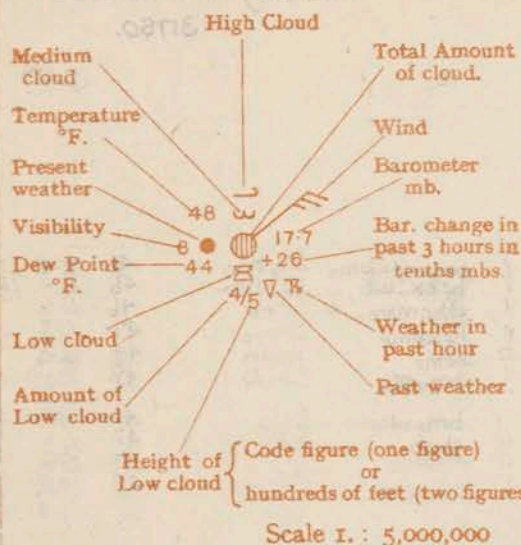 High Cloud
Medium
cloud
Total Amount
of cloud.
Temperature
°F.
Wind
Present
weather
Barometer
mb.
48
Visibility
8
17·7
Bar. change in
past 3 hours in
tenths mbs.
+26
Dew Point
°F.
44
4/5
Low cloud
Weather in
past hour
Amount of
Low cloud
Past weather
Height of
Low cloud
Code figure (one figure)
or
hundreds of feet (two figures
Scale 1. : 5,000,000